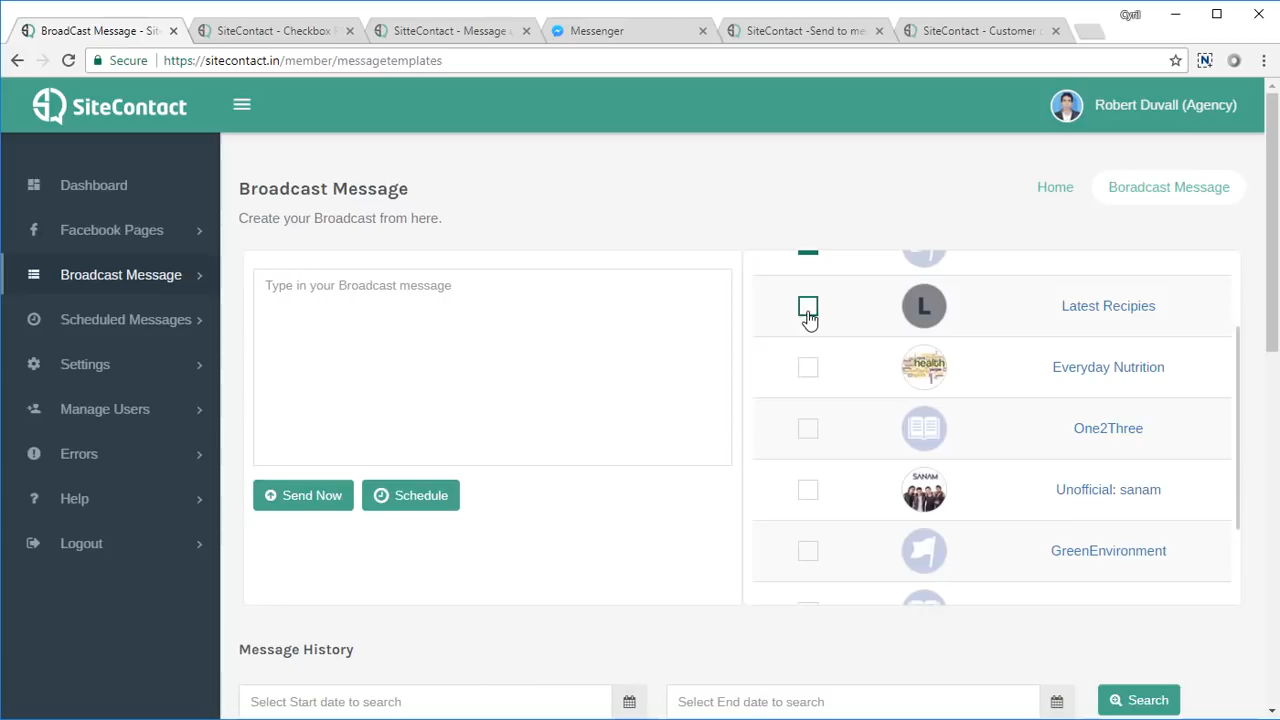 BroadCast Message - Sit
SiteContact - Checkbox P
SitteContact - Message
Messenger
SiteContact -Send to me
SiteContact - Customer
Cyril
Secure
https://sitecontact.in/member/messagetemplates
SiteContact
Robert Duvall (Agency)
Dashboard
Facebook Pages
Broadcast Message
Scheduled Messages
Settings
Manage Users
Errors
Help
Logout
Broadcast Message
Create your Broadcast from here.
Home
Boradcast Message
Type in your Broadcast message
Send Now
Schedule
L
Latest Recipies
health
Everyday Nutrition
One2Three
SANAM
Unofficial: sanam
GreenEnvironment
Message History
Select Start date to search
Select End date to search
Search